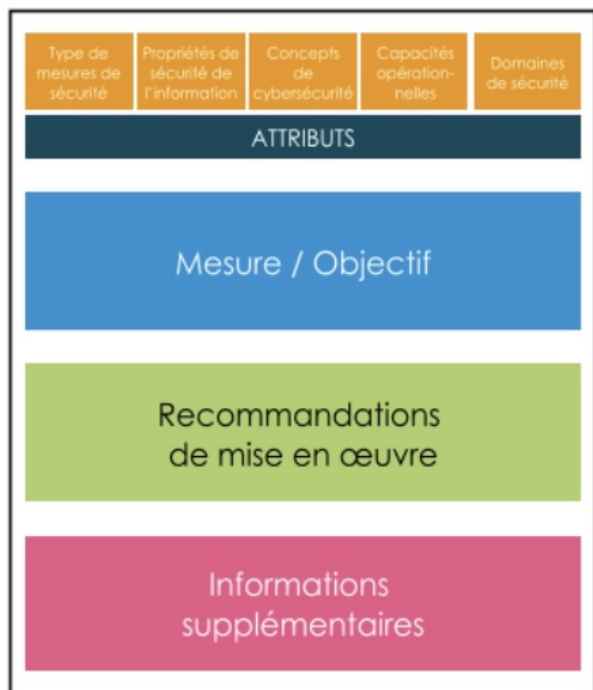 Type de
mesures de
sécurité
Propriétés de
sécurité de
l'information
Concepts
de
cybersécurité
Capacités
opération-
nelles
Domaines
de sécurité
ATTRIBUTS
Mesure / Objectif
Recommandations
de mise en œuvre
Informations
supplémentaires